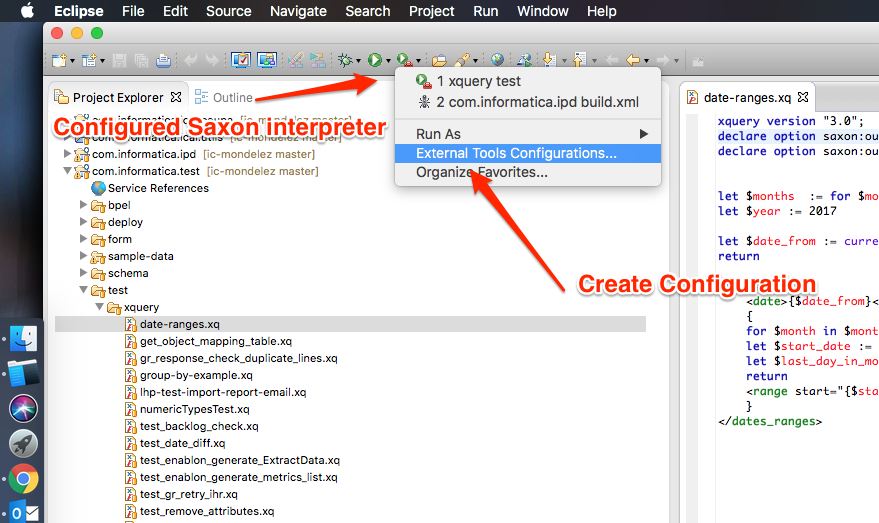 Eclipse File Edit Source Navigate Search Project Run Window Help
1 xquery test
2 com.informatica.ipd build.xml
Run As
External Tools Configurations...
Organize Favorites...
Project Explorer Outline
Configured Saxon Interpreter
com.informatica.ipd [ic-mondelez master]
com.informatica.test [ic-mondelez master]
Service References
bpel
deploy
form
sample-data
schema
test
xquery
date-ranges.xq
get_object_mapping_table.xq
gr_response_check_duplicate_lines.xq
group-by-example.xq
lhp-test-import-report-email.xq
numericTypesTest.xq
test_backlog_check.xq
test_date_diff.xq
test_enablon_generate_ExtractData.xq
test_enablon_generate_metrics_list.xq
test_gr_retry_ihr.xq
test_remove_attributes.xq
Create Configuration
date-ranges.xq
xquery version "3.0";
declare option saxon:ou
declare option saxon:ou
let $months := for $mo
let $year := 2017
let $date_from := curre
return
<date>{$date_from}<
{
for $month in $mont
let $start_date :=
let $last_day_in_mo
return
<range start="{$sta
}
</dates_ranges>